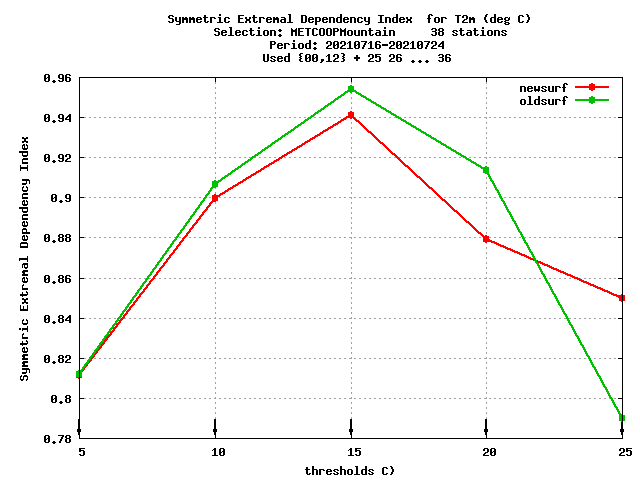 Symmetric Extremal Dependency Index  for T2m (deg C)
Selection: METCOOPMountain     38 stations
Period: 20210716-20210724
Used {00,12} + 25 26 ... 36
newsurf
oldsurf
Symmetric Extremal Dependency Index
0.96
0.94
0.92
0.9
0.88
0.86
0.84
0.82
0.8
0.78
5 10 15 20 25
thresholds C)